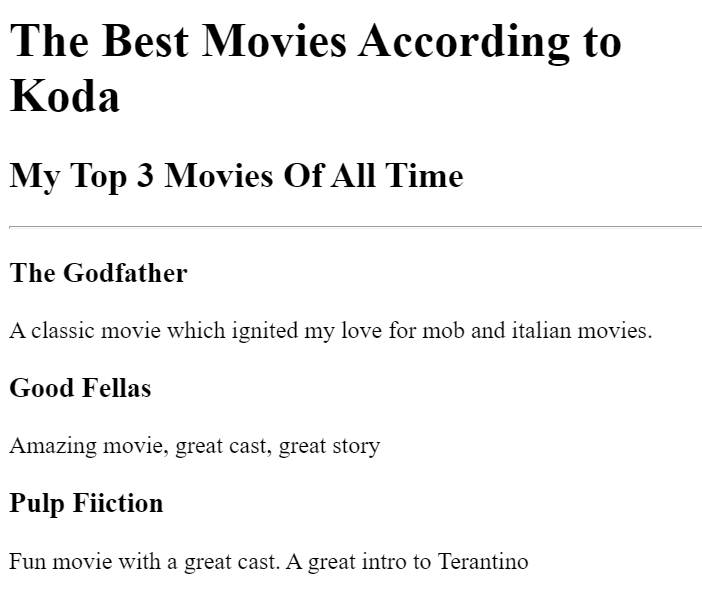 The Best Movies According to
Koda
My Top 3 Movies Of All Time
The Godfather
A classic movie which ignited my love for mob and italian movies.
Good Fellas
Amazing movie, great cast, great story
Pulp Fiiction
Fun movie with a great cast. A great intro to Terantino